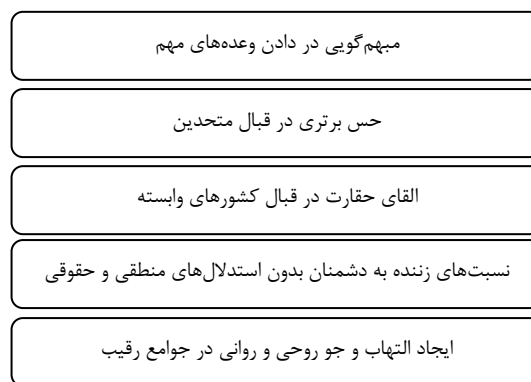 مبهم‌گویی در دادن وعده‌های مهم
حس برتری در قبال متحدین
القای حقارت در قبال کشورهای وابسته
نسبت‌های زننده به دشمنان بدون استدلال‌های منطقی و حقوقی
ایجاد التهاب و جو روحی و روانی در جوامع رقیب